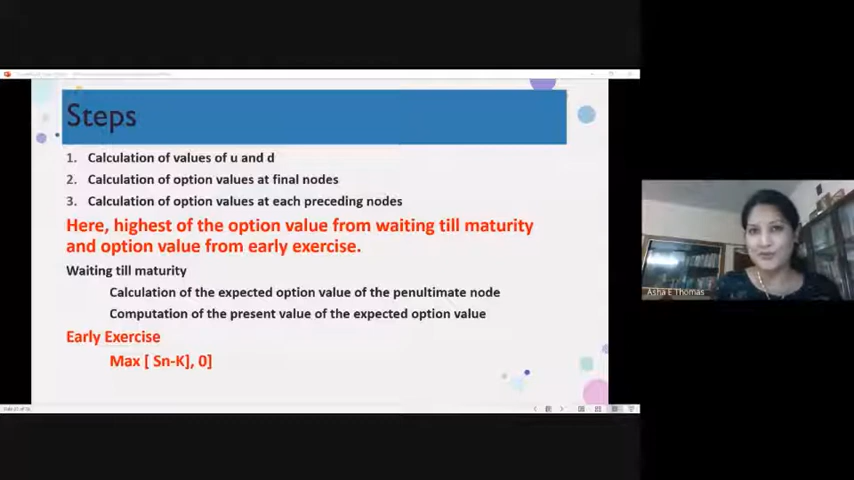 Steps
1. Calculation of values of u and d
2. Calculation of option values at final nodes
3. Calculation of option values at each preceding nodes
Here, highest of the option value from waiting till maturity
and option value from early exercise.
Waiting till maturity
Calculation of the expected option value of the penultimate node
Computation of the present value of the expected option value
Early Exercise
Max [ Sn-K], 0]
Asha E Thomas